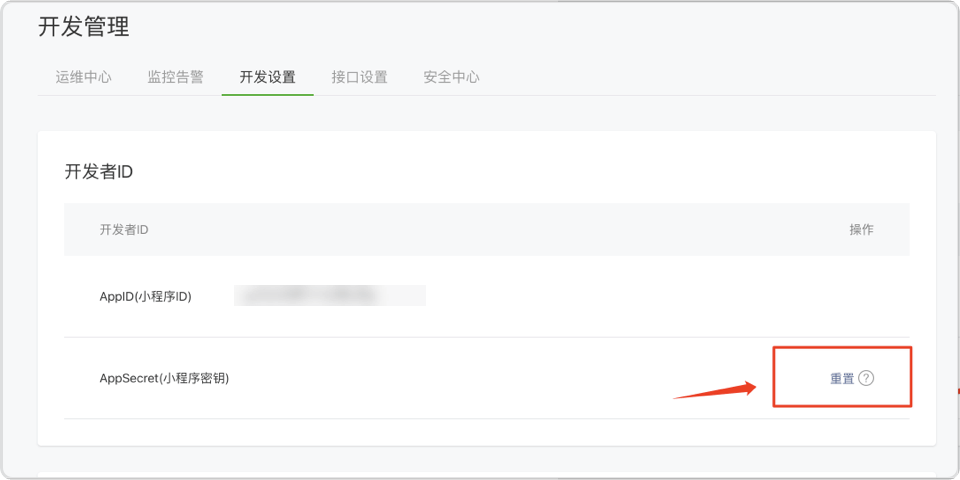 开发管理
运维中心 监控告警 开发设置 接口设置 安全中心
开发者ID
开发者ID 操作
AppID(小程序ID)
AppSecret(小程序密钥) 重置 ?